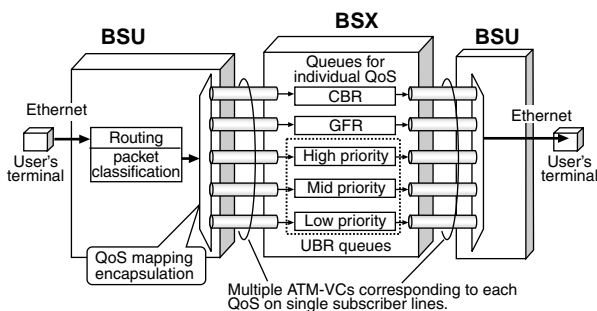 BSU
BSX
BSU
Queues for
individual QoS
CBR
GFR
High priority
Mid priority
Low priority
UBR queues
Ethernet
User's
terminal
Routing
packet
classification
QoS mapping
encapsulation
Ethernet
User's
terminal
Multiple ATM-VCs corresponding to each
QoS on single subscriber lines.